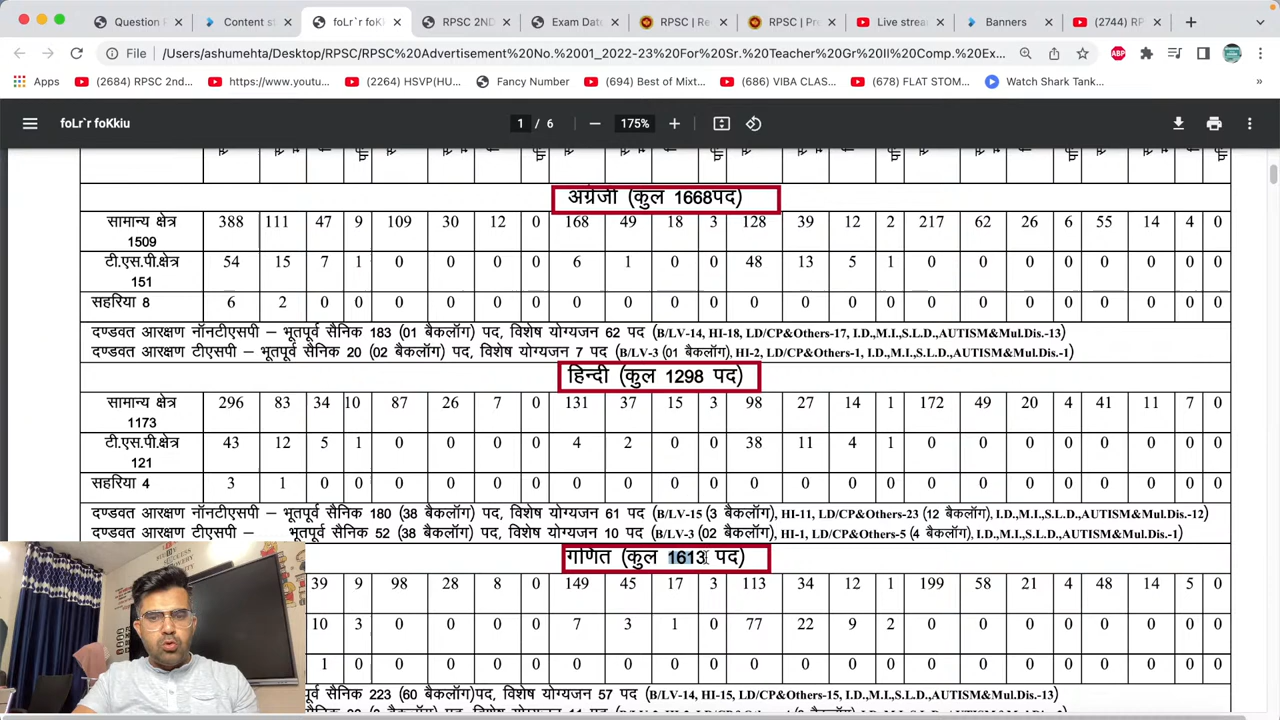 Question F
Content st
foLr`r foKk
RPSC 2ND
Exam Date
RPSC | Re
RPSC | Pre
Live strea
Banners
(2744) RP
File /Users/ashumehta/Desktop/RPSC/RPSC%20Advertisement%20No.%2001_2022-23%20For%20Sr.%20Teacher%20Gr%20II%20Comp.%20Ex...
ABP
Apps (2684) RPSC 2nd... https://www.youtu... (2264) HSVP(HU... Fancy Number (694) Best of Mixt... (686) VIBA CLAS... (678) FLAT STOM... Watch Shark Tank... »
foLr`r foKkiu 1 / 6 − 175% +
अंग्रेजी (कुल 1668पद)
सामान्य क्षेत्र 388 111 47 9 109 30 12 0 168 49 18 3 128 39 12 2 217 62 26 6 55 14 4 0
1509
टी.एस.पी.क्षेत्र 54 15 7 1 0 0 0 0 6 1 0 0 48 13 5 1 0 0 0 0 0 0 0 0
151
सहरिया 8 6 2 0 0 0 0 0 0 0 0 0 0 0 0 0 0 0 0 0 0 0 0 0 0
दण्डवत आरक्षण नॉनटीएसपी – भूतपूर्व सैनिक 183 (01 बैकलॉग) पद, विशेष योग्यजन 62 पद (B/LV-14, HI-18, LD/CP&Others-17, I.D.,M.I.,S.L.D.,AUTISM&Mul.Dis.-13)
दण्डवत आरक्षण टीएसपी – भूतपूर्व सैनिक 20 (02 बैकलॉग) पद, विशेष योग्यजन 7 पद (B/LV-3 (01 बैकलॉग), HI-2, LD/CP&Others-1, I.D.,M.I.,S.L.D.,AUTISM&Mul.Dis.-1)
हिन्दी (कुल 1298 पद)
सामान्य क्षेत्र 296 83 34 10 87 26 7 0 131 37 15 3 98 27 14 1 172 49 20 4 41 11 7 0
1173
टी.एस.पी.क्षेत्र 43 12 5 1 0 0 0 0 4 2 0 0 38 11 4 1 0 0 0 0 0 0 0 0
121
सहरिया 4 3 1 0 0 0 0 0 0 0 0 0 0 0 0 0 0 0 0 0 0 0 0 0 0
दण्डवत आरक्षण नॉनटीएसपी – भूतपूर्व सैनिक 180 (38 बैकलॉग) पद, विशेष योग्यजन 61 पद (B/LV-15 (3 बैकलॉग), HI-11, LD/CP&Others-23 (12 बैकलॉग), I.D.,M.I.,S.L.D.,AUTISM&Mul.Dis.-12)
दण्डवत आरक्षण टीएसपी – भूतपूर्व सैनिक 52 (38 बैकलॉग) पद, विशेष योग्यजन 10 पद (B/LV-3 (02 बैकलॉग), HI-1, LD/CP&Others-5 (4 बैकलॉग), I.D.,M.I.,S.L.D.,AUTISM&Mul.Dis.-1)
गणित (कुल 1613 पद)
39 9 98 28 8 0 149 45 17 3 113 34 12 1 199 58 21 4 48 14 5 0
10 3 0 0 0 0 7 3 1 0 77 22 9 2 0 0 0 0 0 0 0 0
1 0 0 0 0 0 0 0 0 0 0 0 0 0 0 0 0 0 0 0 0 0
पूर्व सैनिक 223 (60 बैकलॉग)पद, विशेष योग्यजन 57 पद (B/LV-14, HI-15, LD/CP&Others-15, I.D.,M.I.,S.L.D.,AUTISM&Mul.Dis.-13)